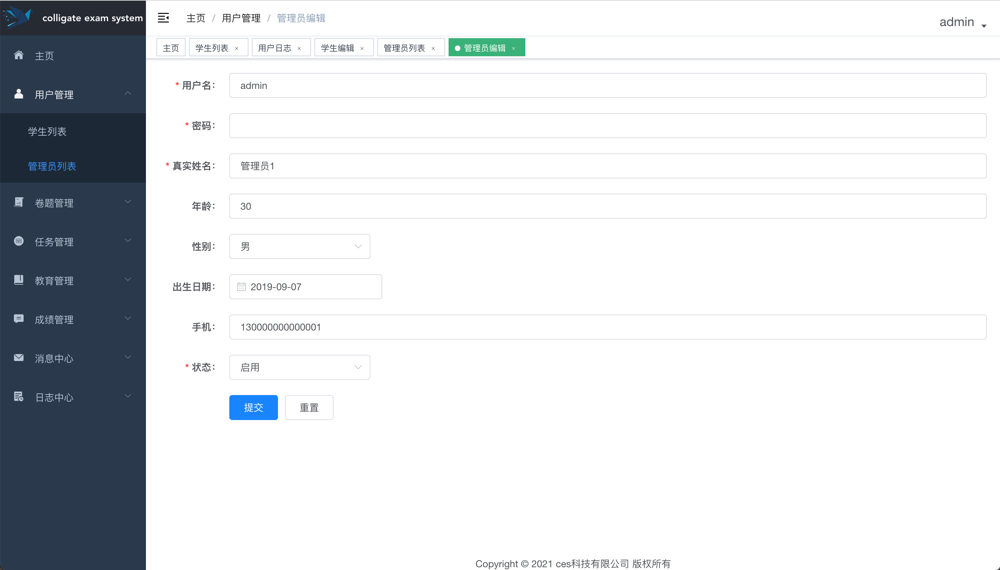 colligate exam system
主页 / 用户管理 / 管理员编辑
admin
主页
学生列表 ×
用户日志 ×
学生编辑 ×
管理员列表 ×
管理员编辑 ×
主页
用户管理
学生列表
管理员列表
卷题管理
任务管理
教育管理
成绩管理
消息中心
日志中心
* 用户名: admin
* 密码:
* 真实姓名: 管理员1
年龄: 30
性别: 男
出生日期: 2019-09-07
手机: 130000000000001
* 状态: 启用
提交 重置
Copyright © 2021 ces科技有限公司 版权所有